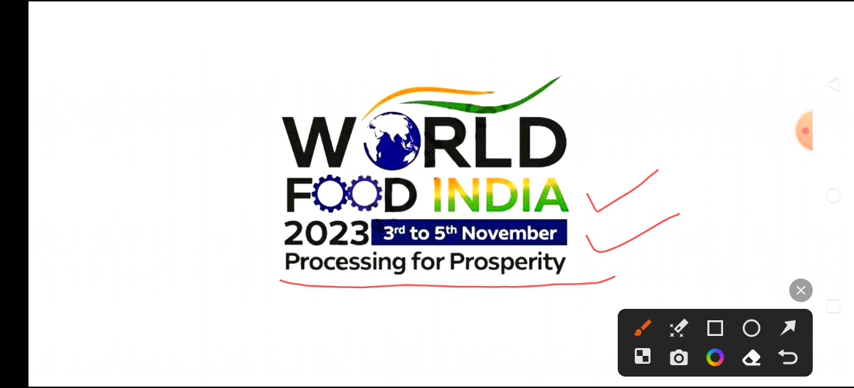 WORLD
FOOD INDIA
2023 3rd to 5th November
Processing for Prosperity